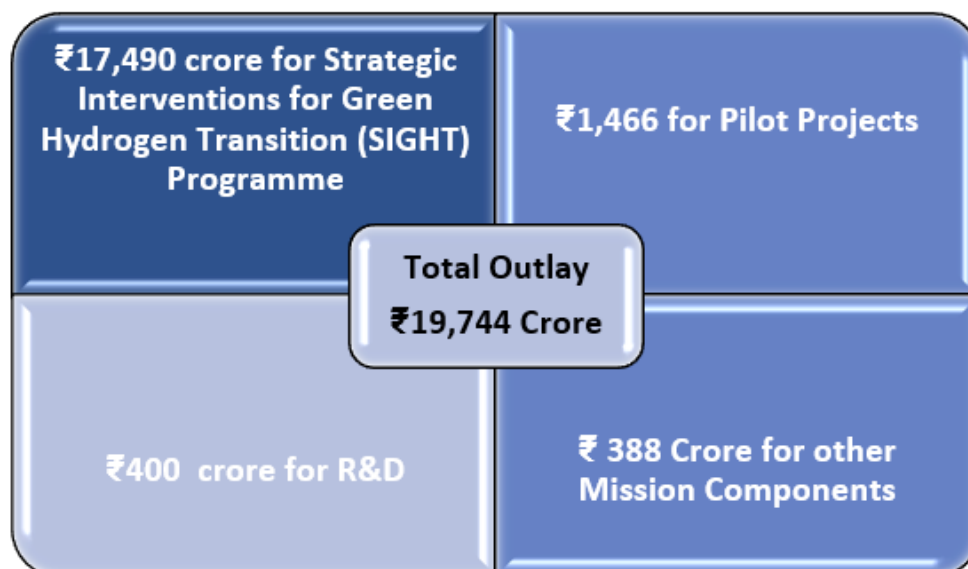 ₹17,490 crore for Strategic
Interventions for Green
Hydrogen Transition (SIGHT)
Programme
₹1,466 for Pilot Projects
Total Outlay
₹19,744 Crore
₹400 crore for R&D
₹ 388 Crore for other
Mission Components